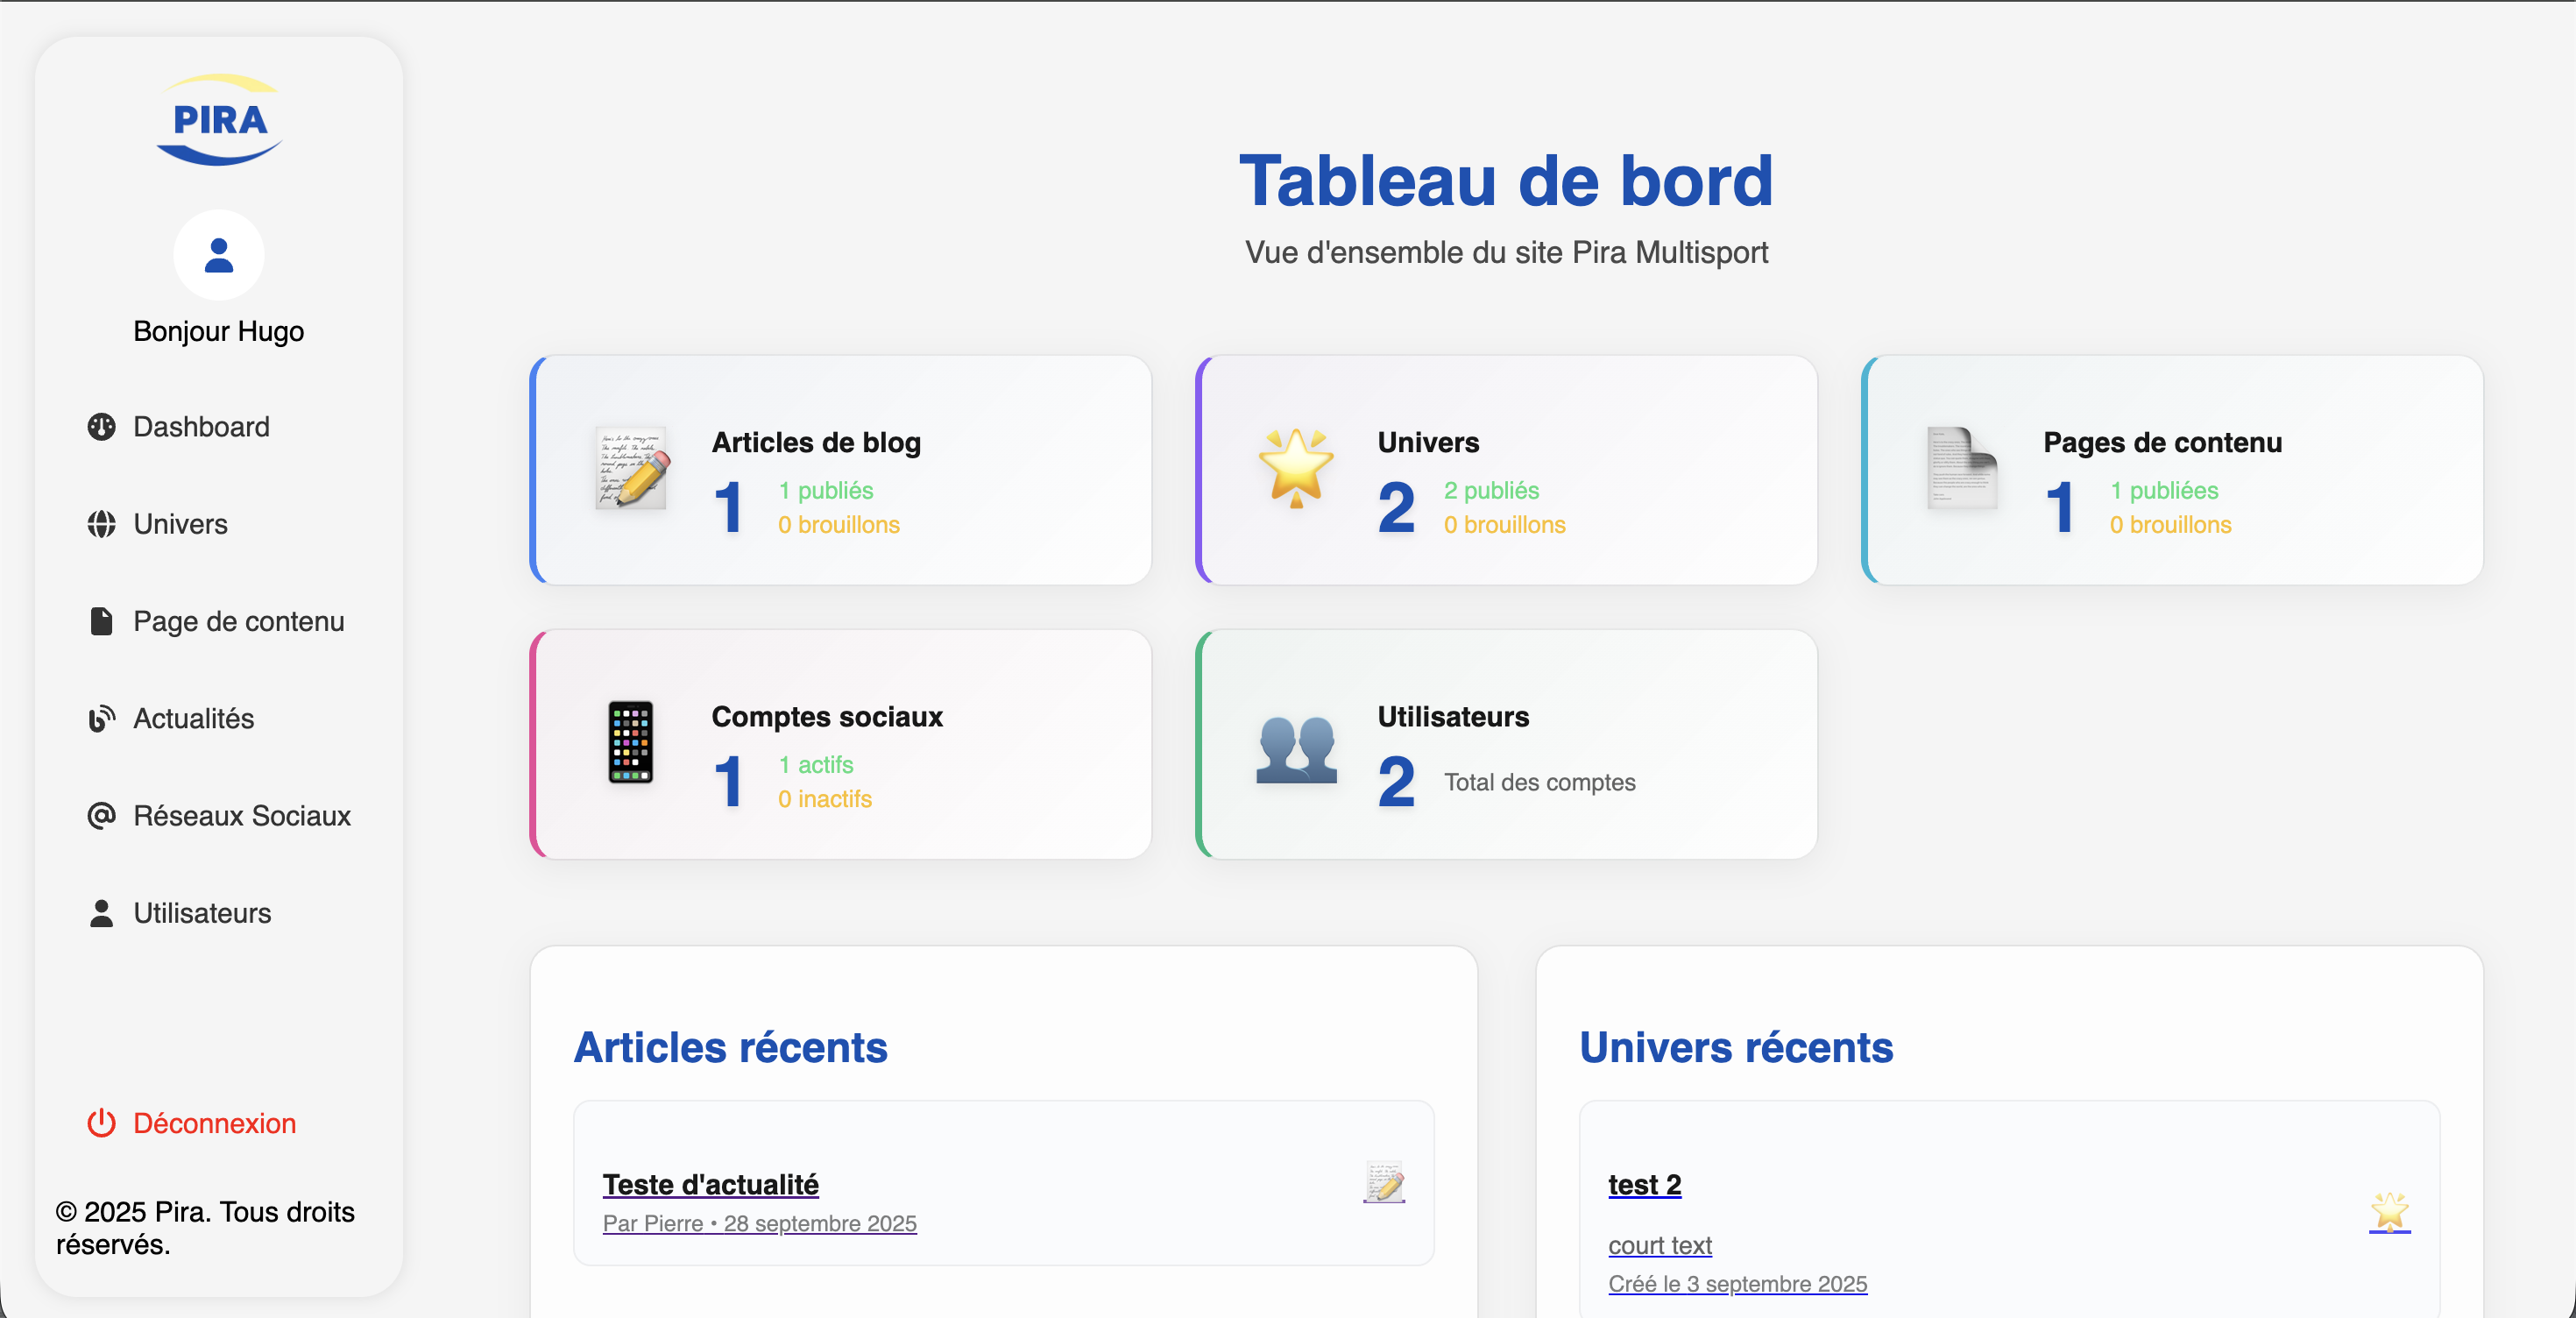 PIRA
Bonjour Hugo
Dashboard
Univers
Page de contenu
Actualités
Réseaux Sociaux
Utilisateurs
Déconnexion
© 2025 Pira. Tous droits
réservés.
Tableau de bord
Vue d'ensemble du site Pira Multisport
Articles de blog
1
1 publiés
0 brouillons
Univers
2
2 publiés
0 brouillons
Pages de contenu
1
1 publiées
0 brouillons
Comptes sociaux
1
1 actifs
0 inactifs
Utilisateurs
2
Total des comptes
Articles récents
Teste d'actualité
Par Pierre • 28 septembre 2025
Univers récents
test 2
court text
Créé le 3 septembre 2025